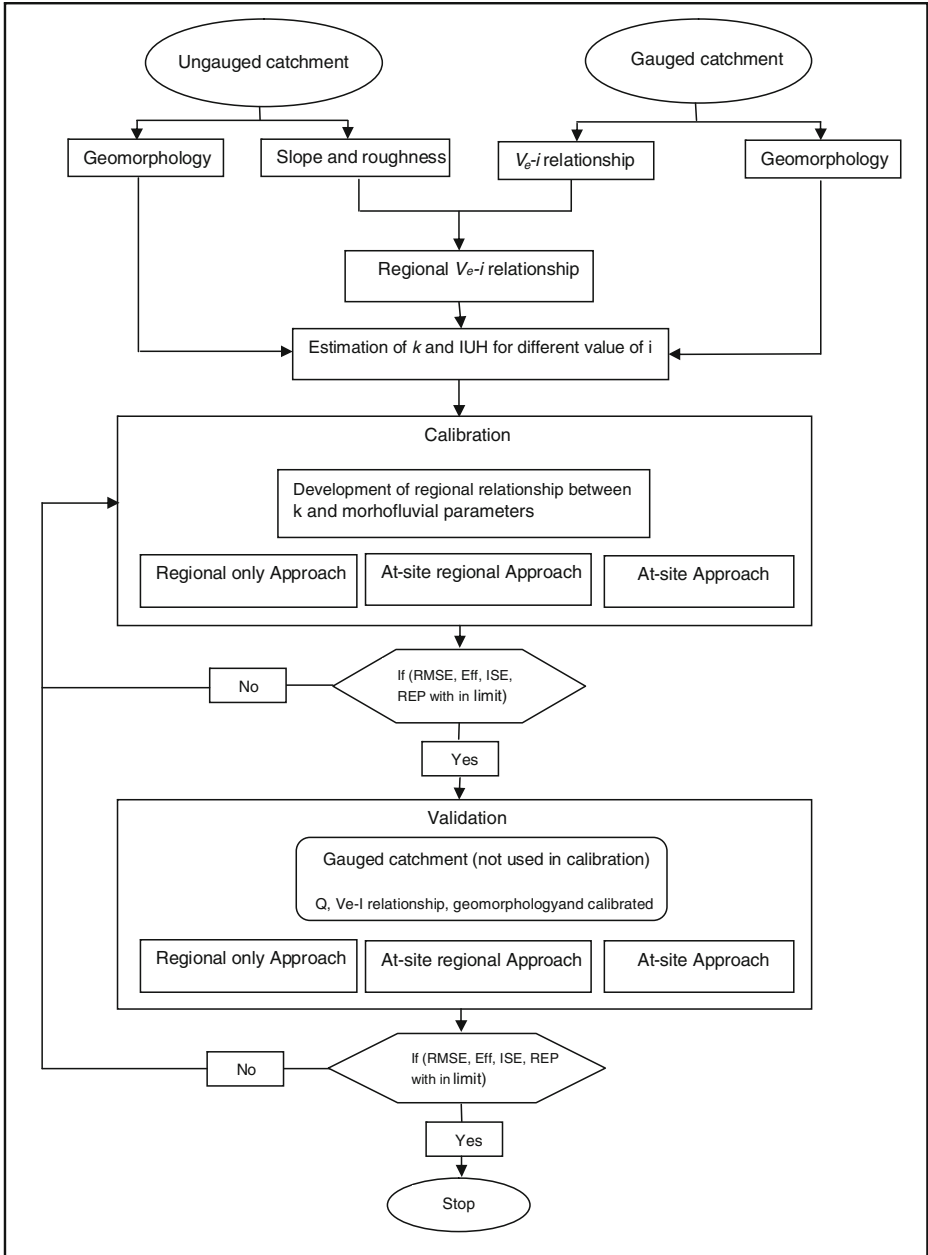 Ungauged catchment
Gauged catchment
Geomorphology
Slope and roughness
Ve-i relationship
Geomorphology
Regional Ve-i relationship
Estimation of k and IUH for different value of i
Calibration
Development of regional relationship between
k and morhofluvial parameters
Regional only Approach
At-site regional Approach
At-site Approach
If (RMSE, Eff, ISE,
REP with in limit)
No
Yes
Validation
Gauged catchment (not used in calibration)
Q, Ve-I relationship, geomorphologyand calibrated
Regional only Approach
At-site regional Approach
At-site Approach
If (RMSE, Eff, ISE, REP
with in limit)
No
Yes
Stop